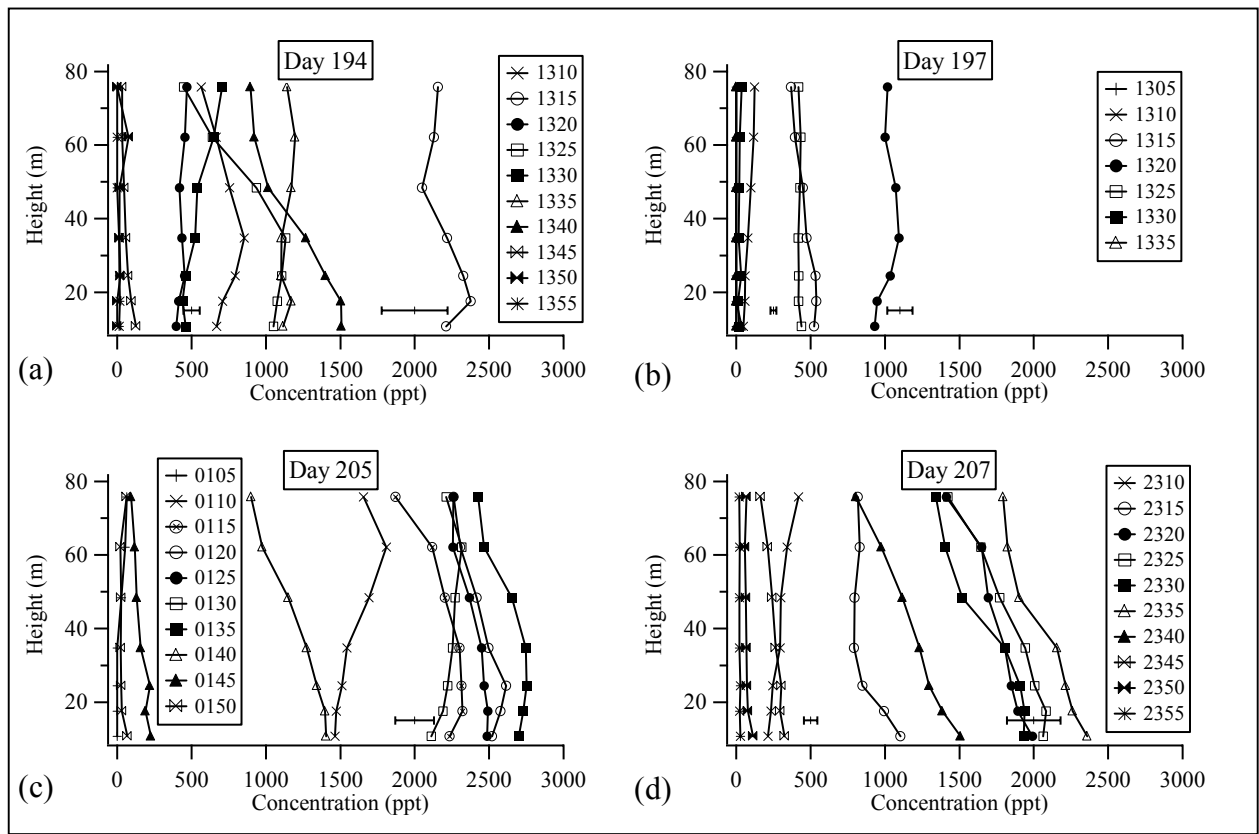 Day 194
80
60
40
20
Height (m)
0 500 1000 1500 2000 2500 3000
Concentration (ppt)
(a)
1310
1315
1320
1325
1330
1335
1340
1345
1350
1355
Day 197
80
60
40
20
Height (m)
0 500 1000 1500 2000 2500 3000
Concentration (ppt)
(b)
1305
1310
1315
1320
1325
1330
1335
Day 205
80
60
40
20
Height (m)
0 500 1000 1500 2000 2500 3000
Concentration (ppt)
(c)
0105
0110
0115
0120
0125
0130
0135
0140
0145
0150
Day 207
80
60
40
20
Height (m)
0 500 1000 1500 2000 2500 3000
Concentration (ppt)
(d)
2310
2315
2320
2325
2330
2335
2340
2345
2350
2355